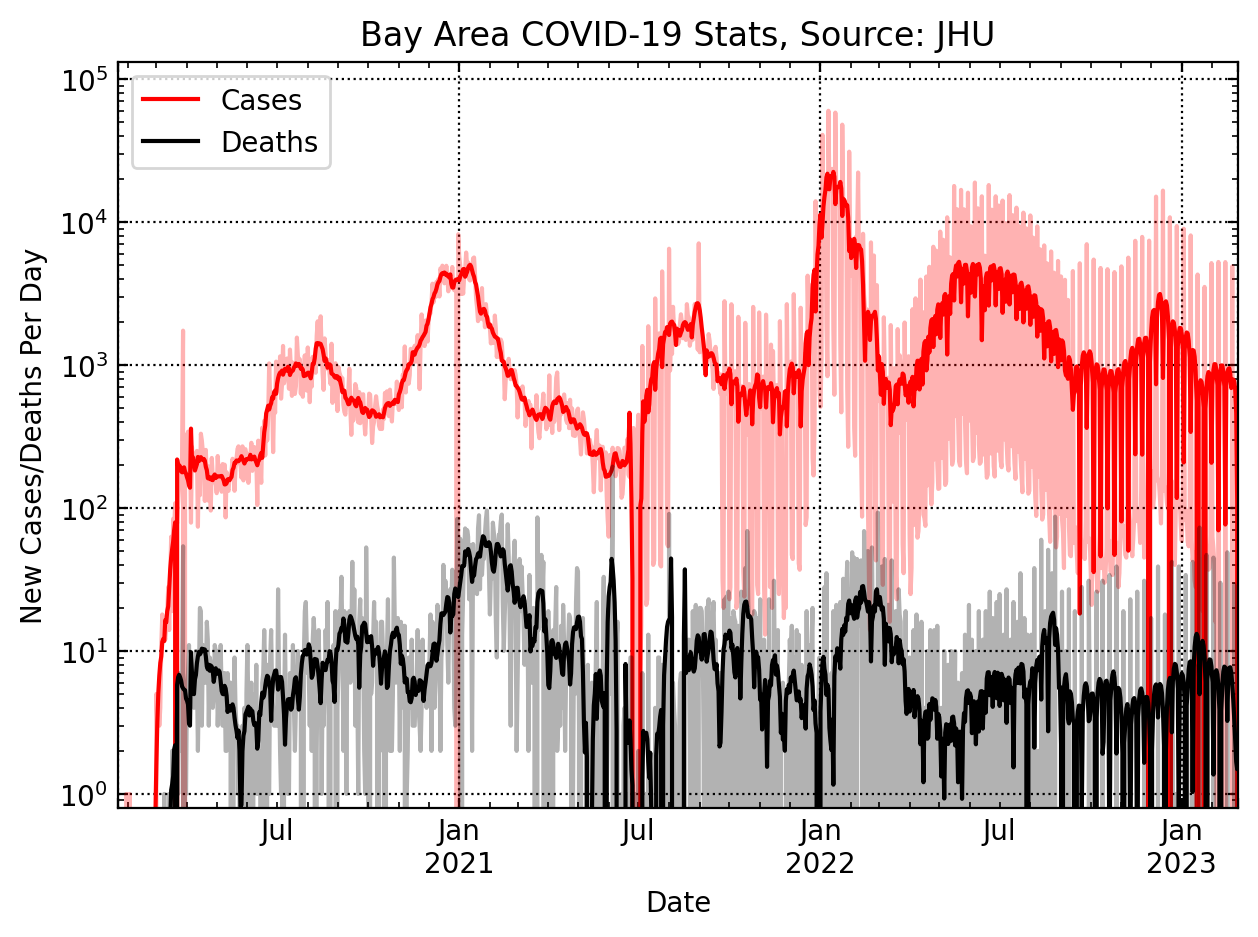 Bay Area COVID-19 Stats, Source: JHU
Cases
Deaths
10⁵
10⁴
10³
10²
10¹
10⁰
New Cases/Deaths Per Day
Jul
Jan
2021
Jul
Jan
2022
Jul
Jan
2023
Date